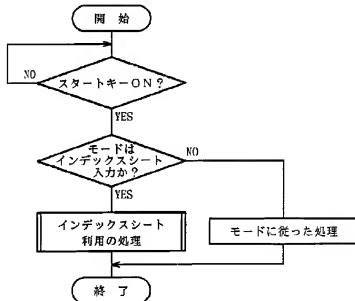 開始
NO
スタートキーON?
YES
モードは
インデックスシート
入力か?
NO
YES
インデックスシート
利用の処理
モードに従った処理
終了